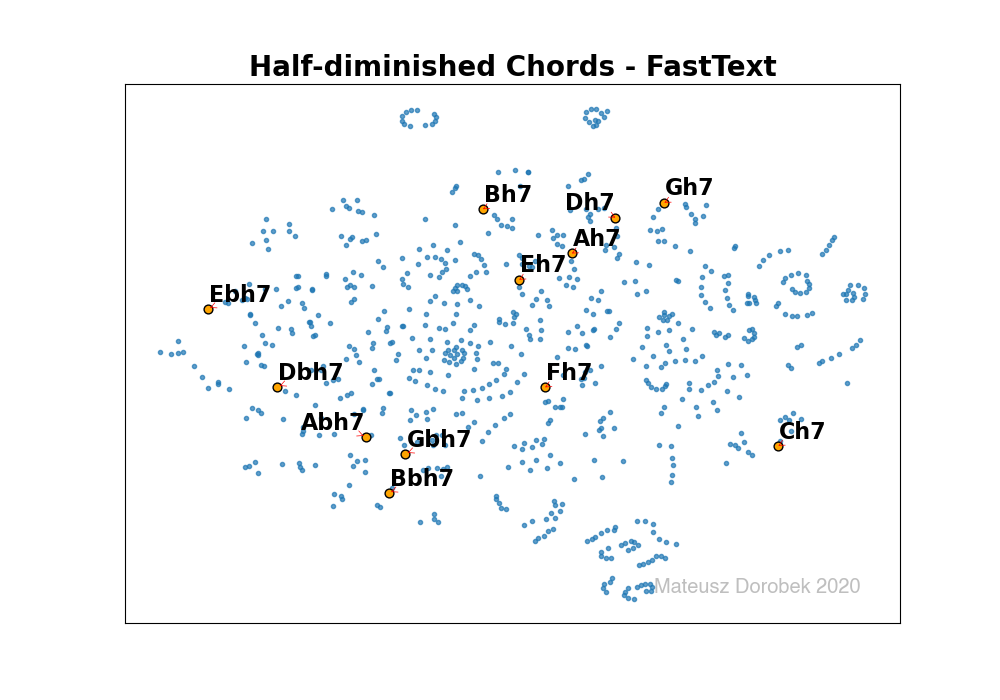 Half-diminished Chords - FastText
Bh7
Dh7
Gh7
Ah7
Eh7
Ebh7
Dbh7
Fh7
Abh7
Gbh7
Ch7
Bbh7
Mateusz Dorobek 2020